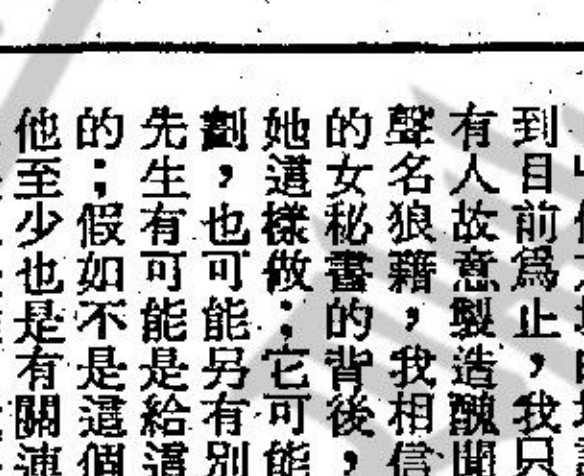 到目前爲止，我只
有人故意製造醜聞
聲名狼藉，我相信
的女秘書的背後，
她這樣做；它可能
劃，也可能另有別
先生有可能是給這
的；假如不是這個
他至少也是有關連